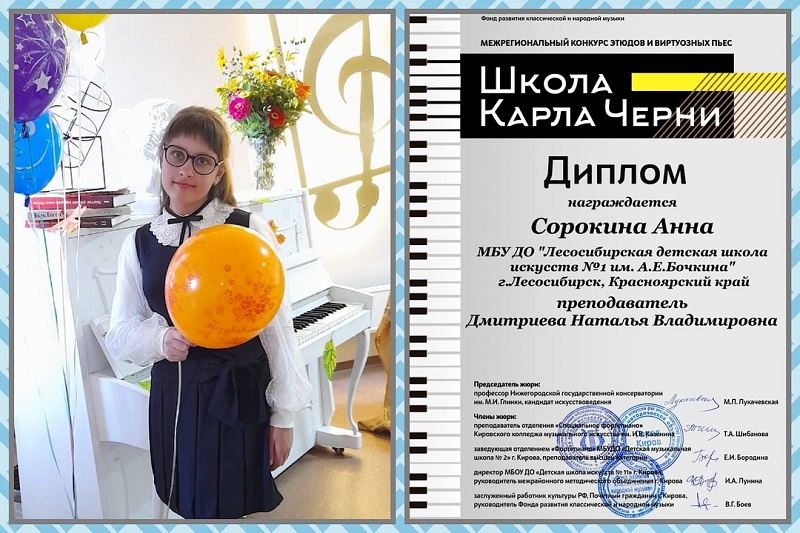 Фонд развития классической и народной музыки
МЕЖРЕГИОНАЛЬНЫЙ КОНКУРС ЭТЮДОВ И ВИРТУОЗНЫХ ПЬЕС
ШКОЛА
КАРЛА ЧЕРНИ
Диплом
награждается
Сорокина Анна
МБУ ДО "Лесосибирская детская школа
искусств №1 им. А.Е.Бочкина"
г.Лесосибирск, Красноярский край
преподаватель
Дмитриева Наталья Владимировна
Председатель жюри:
профессор Нижегородской государственной консерватории
им. М.И. Глинки, кандидат искусствоведения
М.П. Лукачевская
Члены жюри:
преподаватель отделения «Специальное фортепиано»
Кировского колледжа музыкального искусства им. И.В. Казенина
Т.А. Шибанова
заведующая отделением «Фортепиано» МБУДО «Детская музыкальная
школа № 2» г. Кирова, преподаватель высшей категории
Е.И. Бородина
директор МБОУ ДО «Детская школа искусств № 11» г. Кирова,
руководитель межрайонного методического объединения г. Кирова
И.А. Лунина
заслуженный работник культуры РФ, Почетный гражданин г. Кирова,
руководитель Фонда развития классической и народной музыки
В.Г. Боев